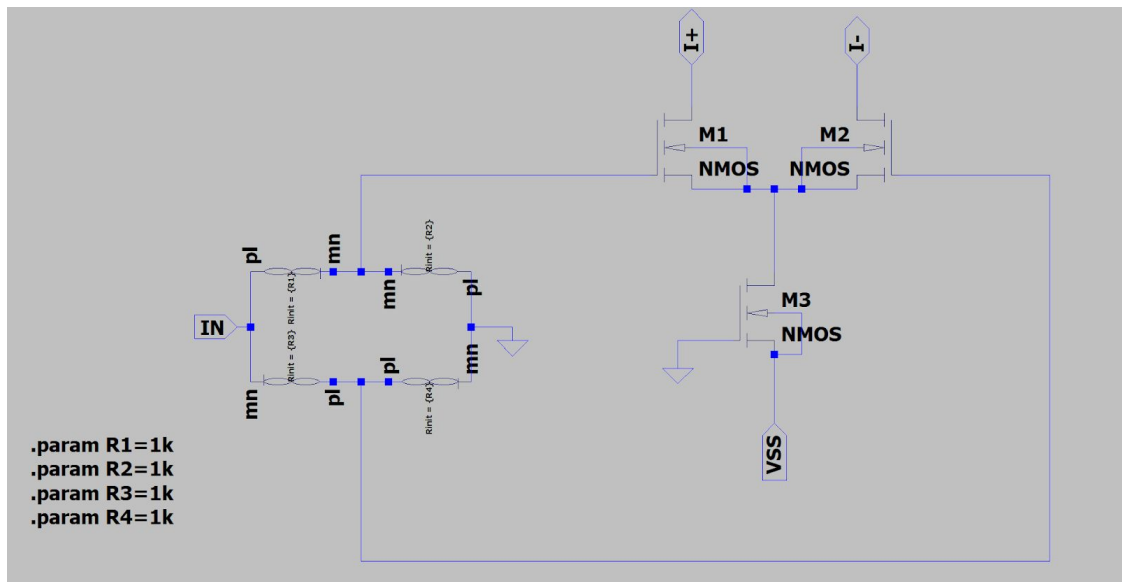 I+
I-
M1
NMOS
M2
NMOS
pl
mn
Rinit = {R1}
mn
Rinit = {R2}
pl
IN
mn
Rinit = {R3}
pl
pl
Rinit = {R4}
mn
M3
NMOS
VSS
.param R1=1k
.param R2=1k
.param R3=1k
.param R4=1k